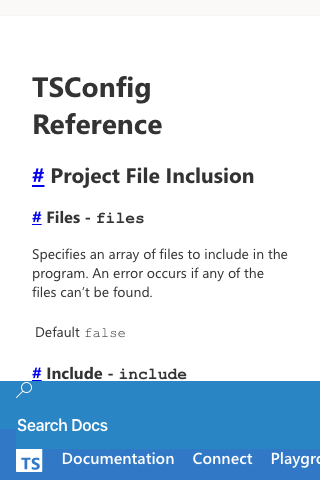 TSConfig
Reference
# Project File Inclusion
# Files - files
Specifies an array of files to include in the
program. An error occurs if any of the
files can’t be found.
Default false
# Include - include
Search Docs
TS Documentation Connect Playgro